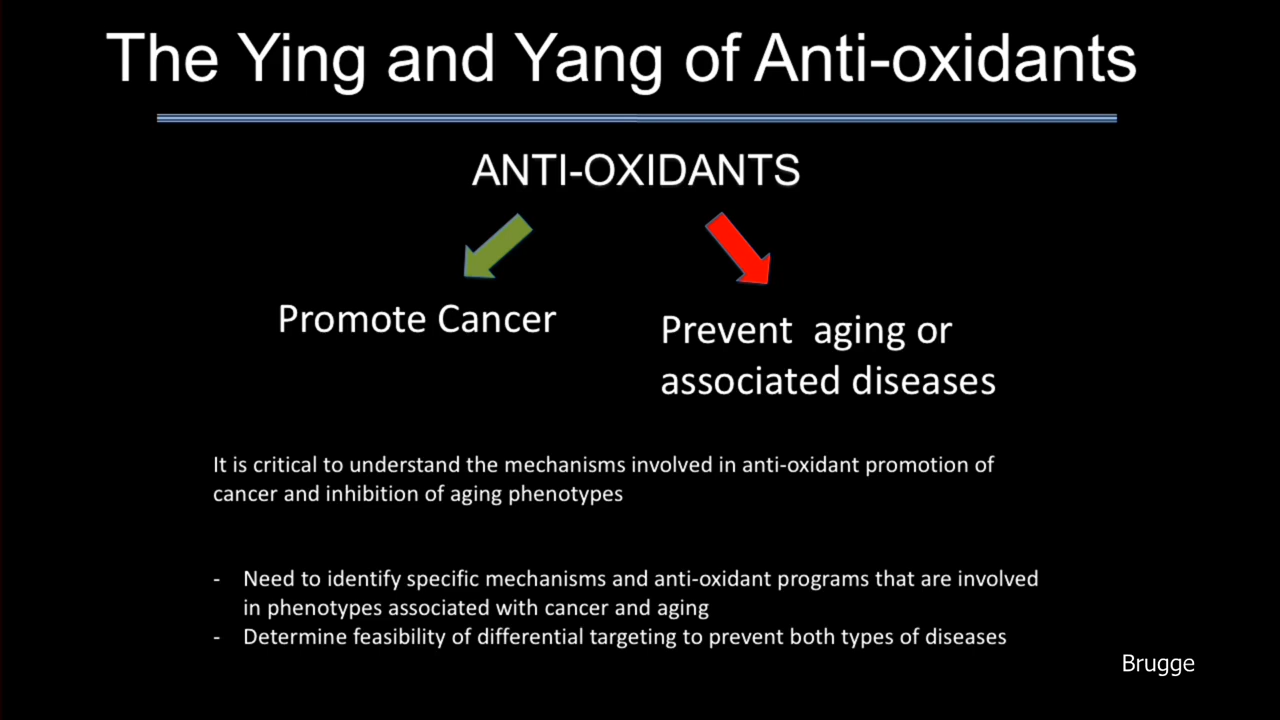 The Ying and Yang of Anti-oxidants
ANTI-OXIDANTS
Promote Cancer
Prevent  aging or
associated diseases
It is critical to understand the mechanisms involved in anti-oxidant promotion of
cancer and inhibition of aging phenotypes
- Need to identify specific mechanisms and anti-oxidant programs that are involved
in phenotypes associated with cancer and aging
- Determine feasibility of differential targeting to prevent both types of diseases
Brugge